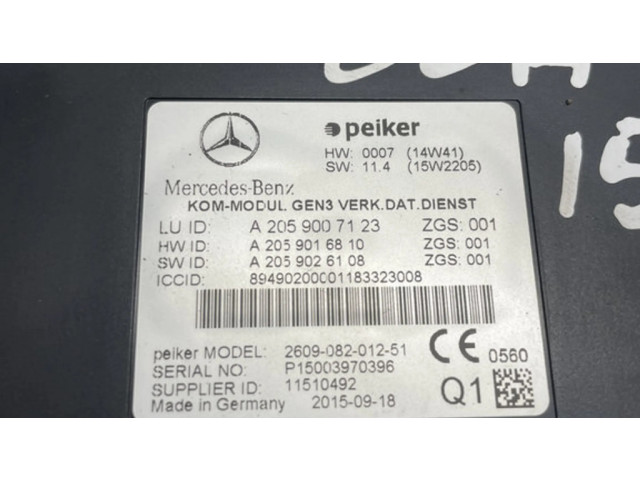 peiker
HW: 0007 (14W41)
SW: 11.4 (15W2205)
Mercedes-Benz
KOM-MODUL GEN3 VERK.DAT.DIENST
LU ID: A 205 900 71 23 ZGS: 001
HW ID: A 205 901 68 10 ZGS: 001
SW ID: A 205 902 61 08 ZGS: 001
ICCID: 89490200001183323008
peiker MODEL: 2609-082-012-51
CE 0560
SERIAL NO: P15003970396
SUPPLIER ID: 11510492
Q1
Made in Germany 2015-09-18